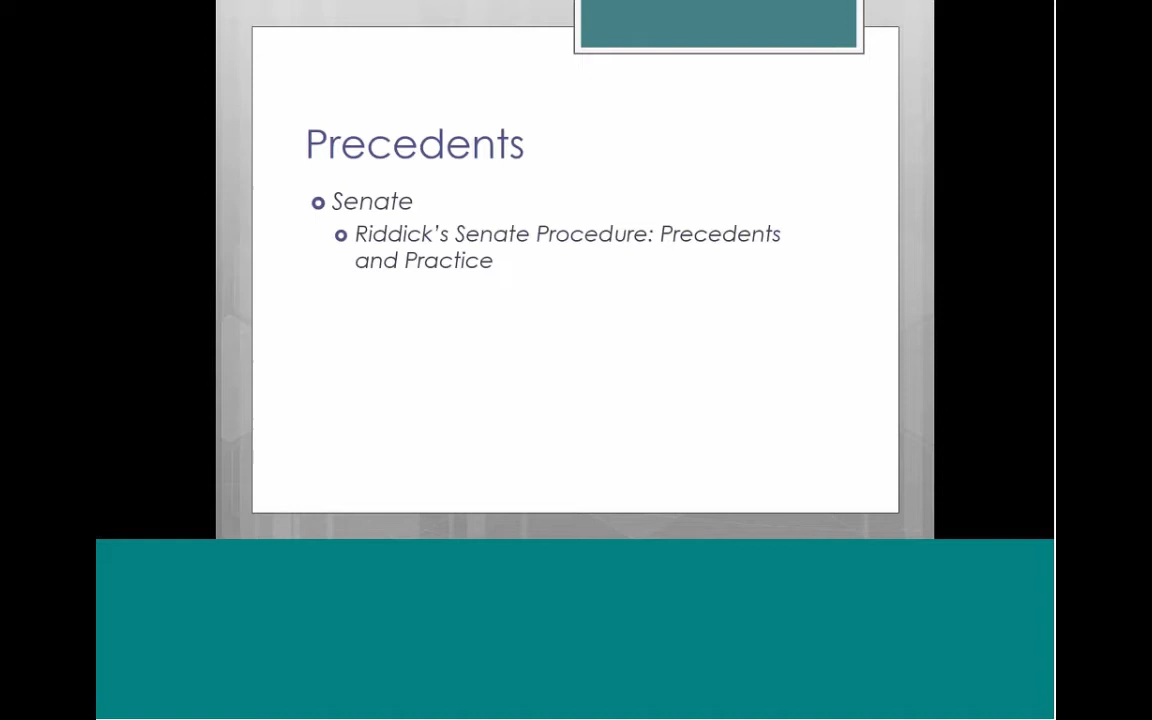 Precedents
Senate
Riddick's Senate Procedure: Precedents
and Practice